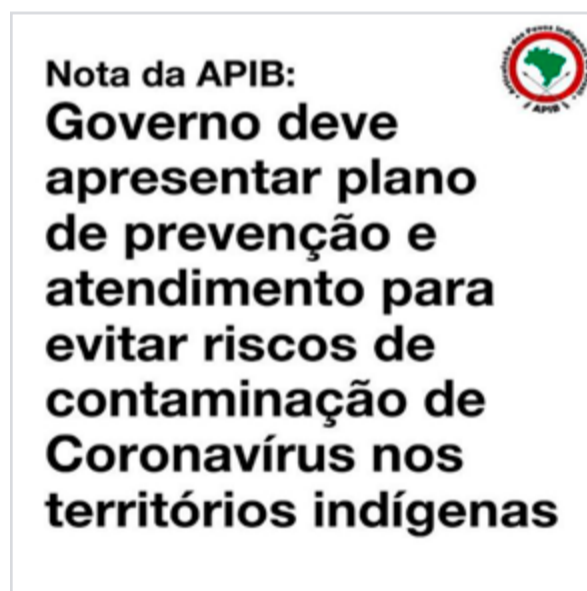 Nota da APIB:
Governo deve
apresentar plano
de prevenção e
atendimento para
evitar riscos de
contaminação de
Coronavírus nos
territórios indígenas
APIB